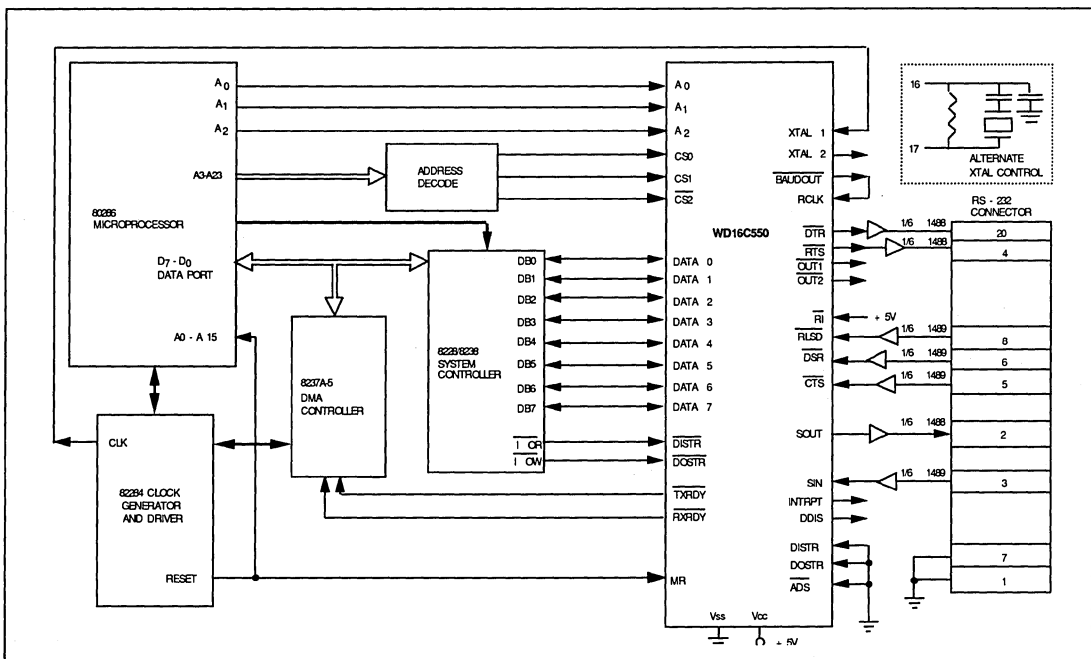 80286
MICROPROCESSOR
A0
A1
A2
A3-A23
D7 - D0
DATA PORT
A0 - A 15
ADDRESS
DECODE
8237A-5
DMA
CONTROLLER
CLK
82284 CLOCK
GENERATOR
AND DRIVER
RESET
DB0
DB1
DB2
DB3
DB4
DB5
DB6
DB7
8228/8238
SYSTEM
CONTROLLER
I OR
I OW
WD16C550
A0
A1
A2
CS0
CS1
CS2
DATA 0
DATA 1
DATA 2
DATA 3
DATA 4
DATA 5
DATA 6
DATA 7
DISTR
DOSTR
TXRDY
RXRDY
MR
XTAL 1
XTAL 2
BAUDOUT
RCLK
DTR
RTS
OUT1
OUT2
RI
RLSD
DSR
CTS
SOUT
SIN
INTRPT
DDIS
DISTR
DOSTR
ADS
Vss
Vcc
+ 5V
16
17
ALTERNATE
XTAL CONTROL
RS - 232
CONNECTOR
1/6 1488
20
1/6 1488
4
+ 5V
1/6 1489
8
1/6 1489
6
1/6 1489
5
1/6 1488
2
1/6 1489
3
7
1